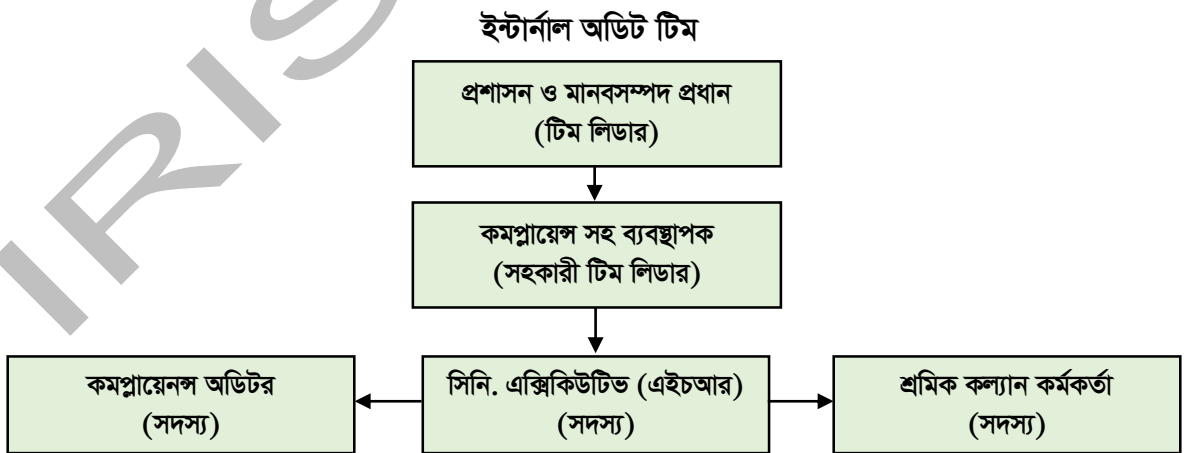 ইন্টার্নাল অডিট টিম
প্রশাসন ও মানবসম্পদ প্রধান
(টিম লিডার)
কমপ্লায়েন্স সহ ব্যবস্থাপক
(সহকারী টিম লিডার)
কমপ্লায়েনন্স অডিটর
(সদস্য)
সিনি. এক্সিকিউটিভ (এইচআর)
(সদস্য)
শ্রমিক কল্যান কর্মকর্তা
(সদস্য)
IRIS